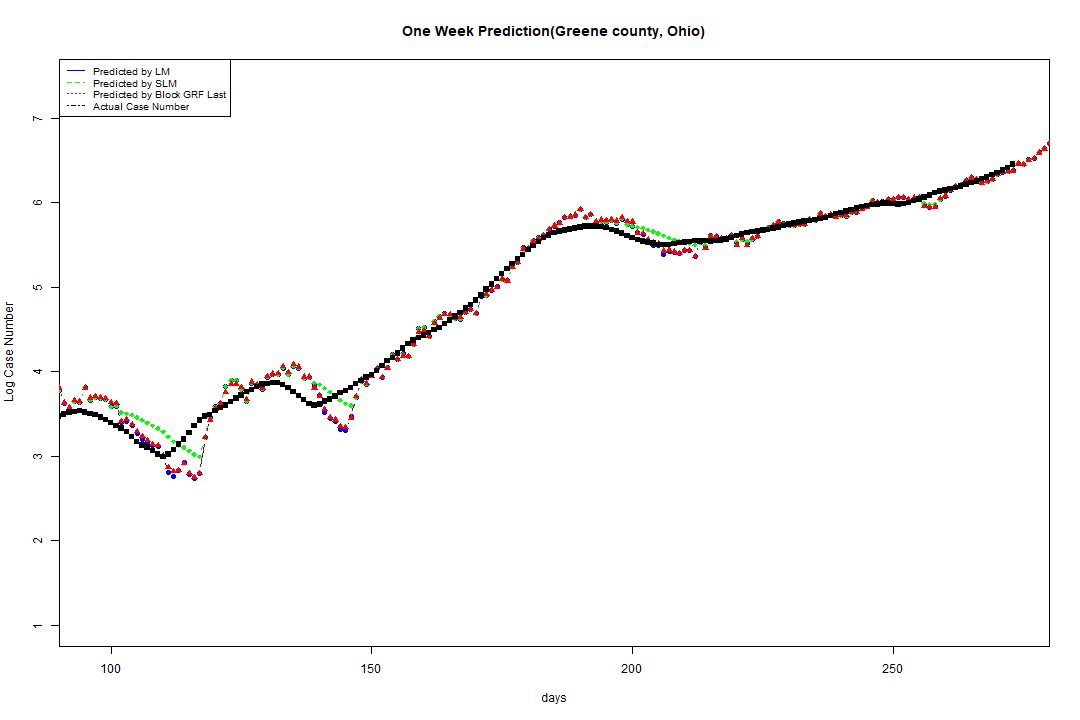 One Week Prediction(Greene county, Ohio)
Predicted by LM
Predicted by SLM
Predicted by Block GRF Last
Actual Case Number
7
6
5
4
3
2
1
Log Case Number
100 150 200 250
days